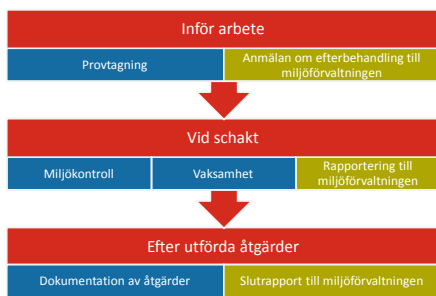 Inför arbete
Provtagning
Anmälan om efterbehandling till
miljöförvaltningen
Vid schakt
Miljökontroll
Vaksamhet
Rapportering till
miljöförvaltningen
Efter utförda åtgärder
Dokumentation av åtgärder
Slutrapport till miljöförvaltningen